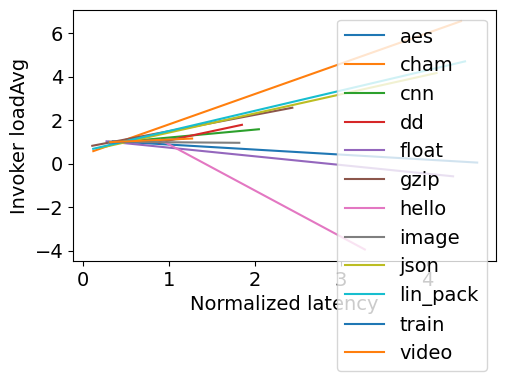 Invoker loadAvg
6
4
2
0
−2
−4
0
1
2
3
4
Normalized latency
aes
cham
cnn
dd
float
gzip
hello
image
json
lin_pack
train
video